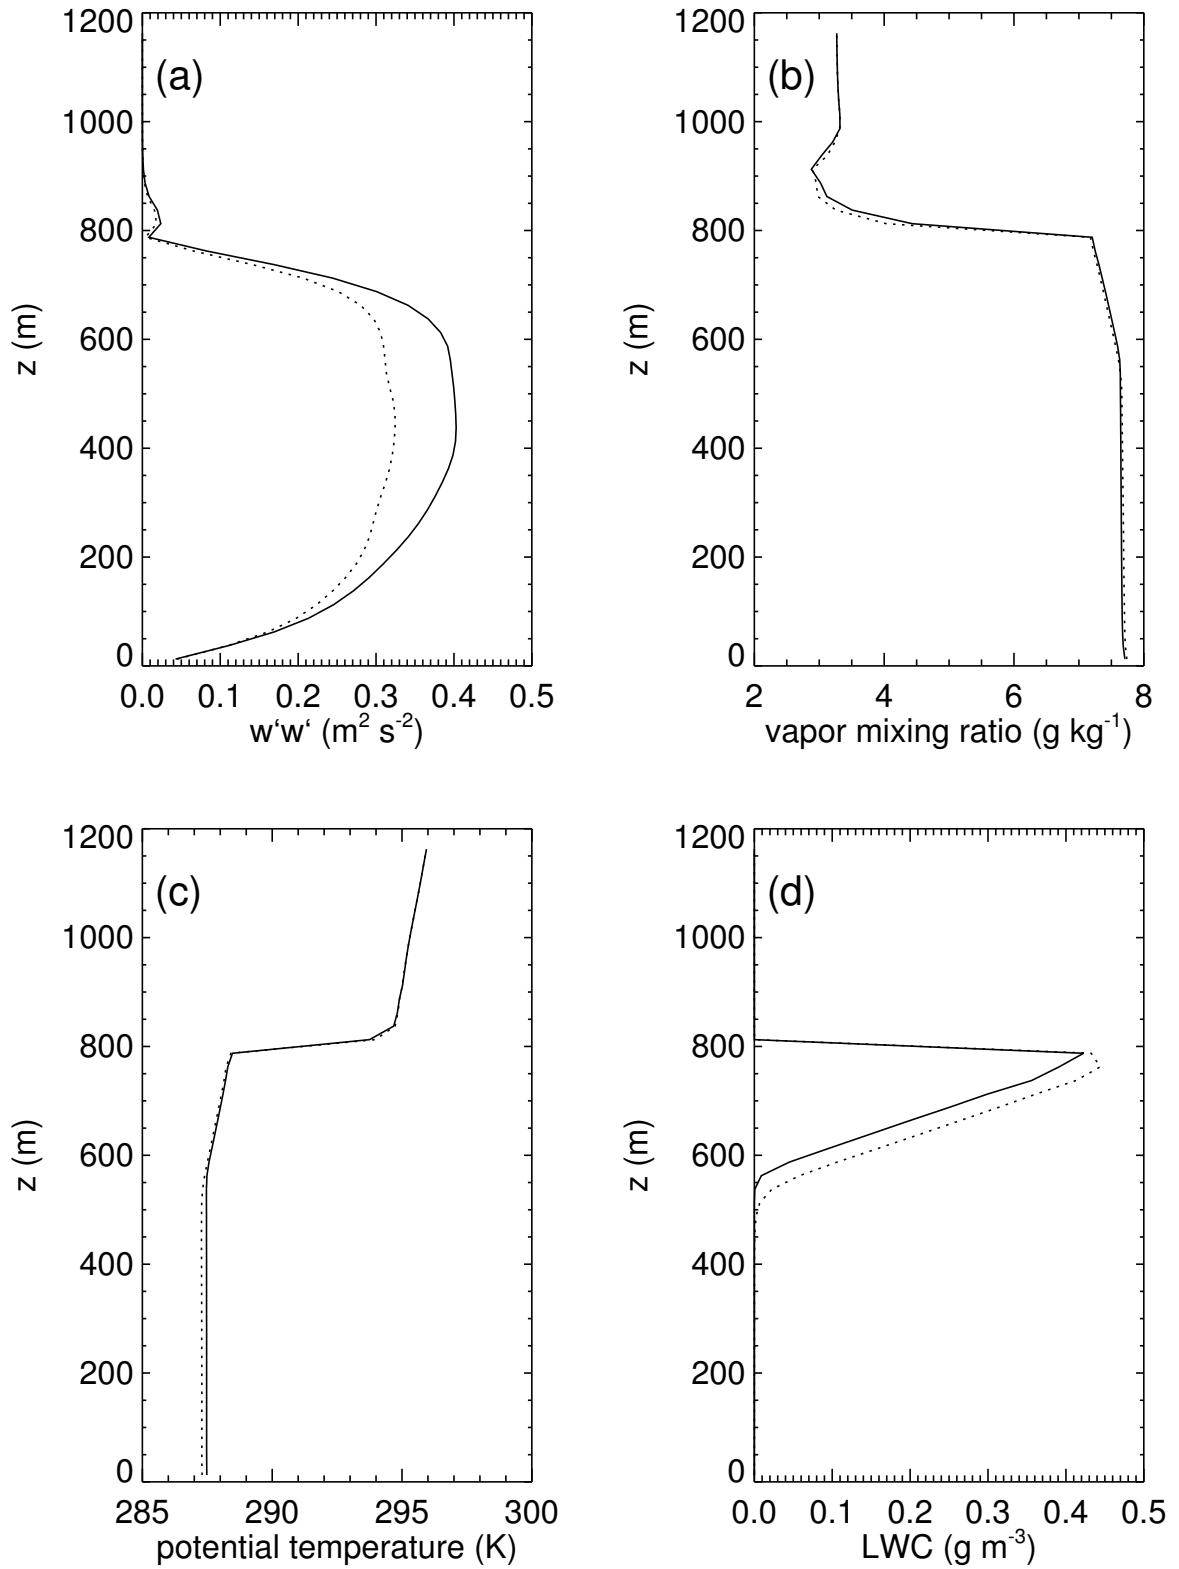 (a)
1200
1000
800
600
400
200
0
z (m)
0.0 0.1 0.2 0.3 0.4 0.5
w‘w‘ (m² s⁻²)
(b)
1200
1000
800
600
400
200
0
z (m)
2 4 6 8
vapor mixing ratio (g kg⁻¹)
(c)
1200
1000
800
600
400
200
0
z (m)
285 290 295 300
potential temperature (K)
(d)
1200
1000
800
600
400
200
0
z (m)
0.0 0.1 0.2 0.3 0.4 0.5
LWC (g m⁻³)